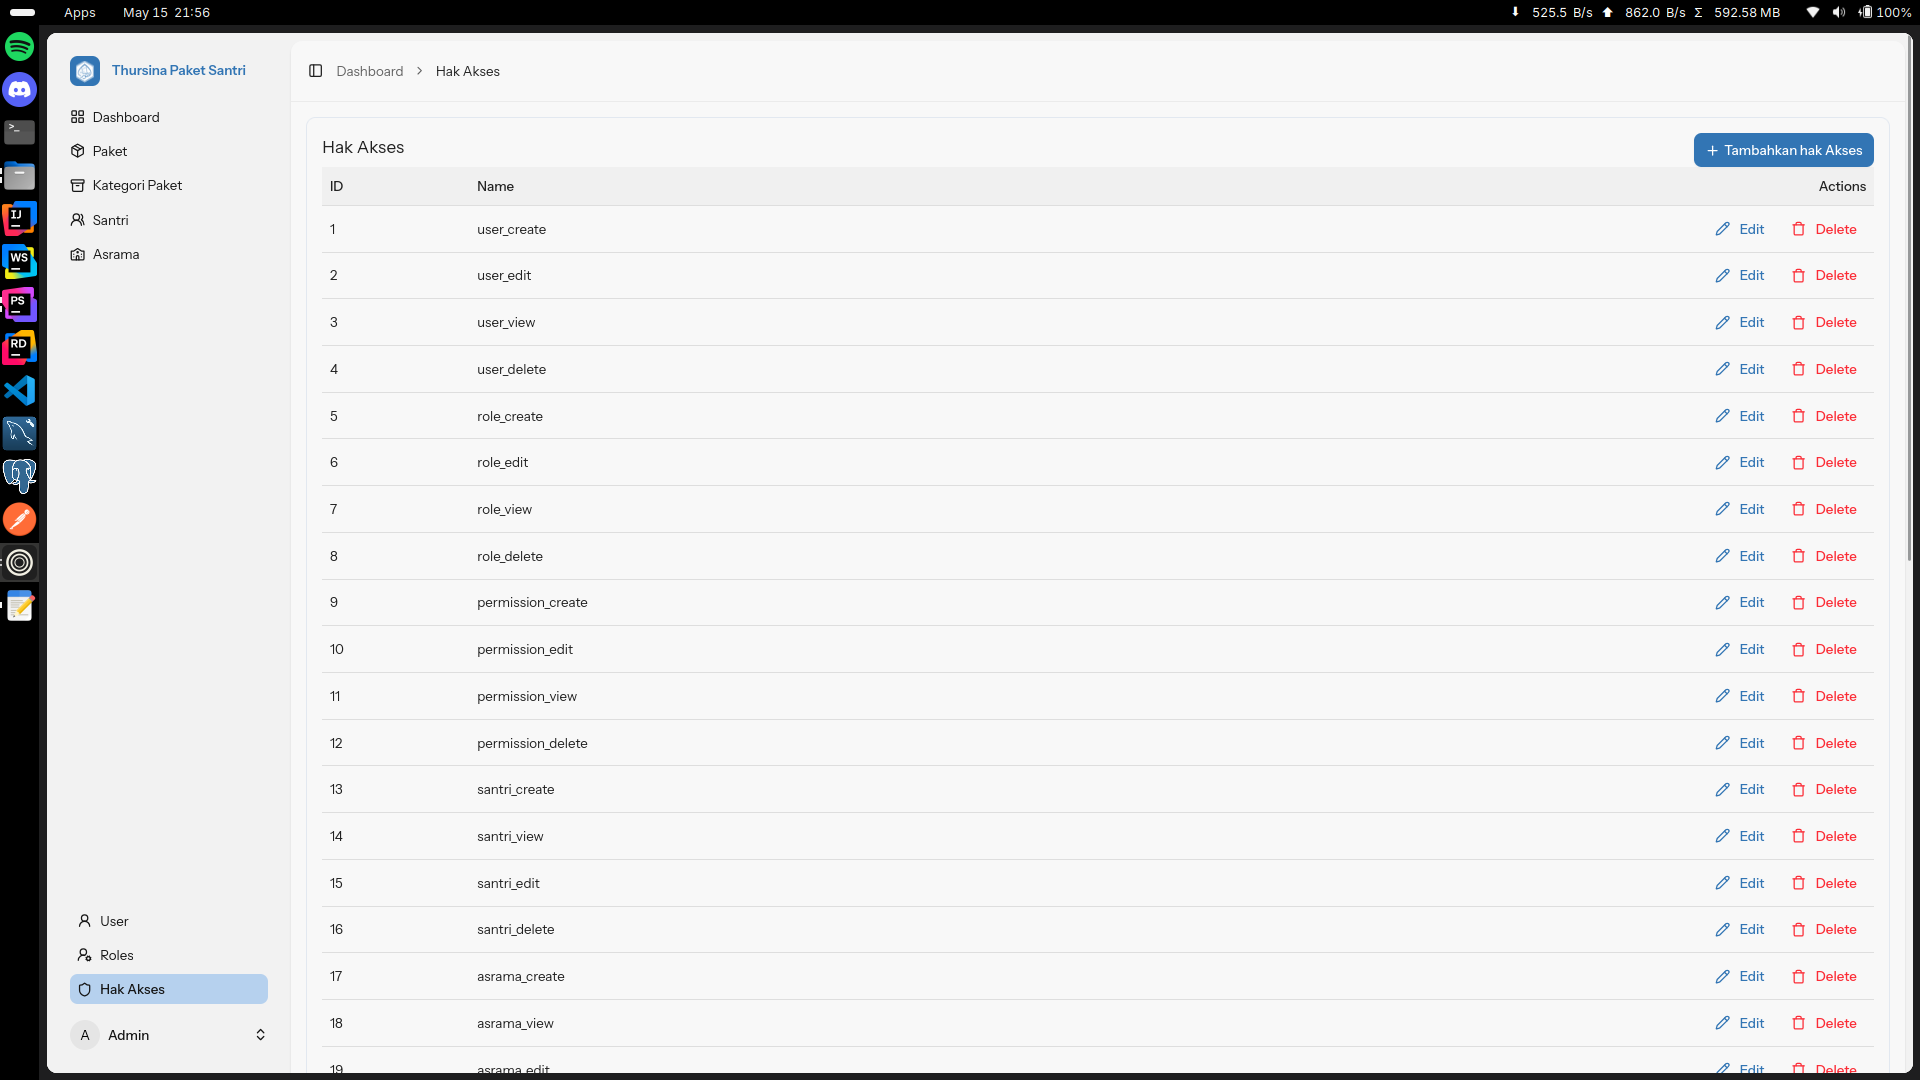 Apps May 15 21:56 525.5 B/s 862.0 B/s Σ 592.58 MB 100%
Thursina Paket Santri
Dashboard
Paket
Kategori Paket
Santri
Asrama
User
Roles
Hak Akses
A Admin
Dashboard > Hak Akses
Hak Akses
+ Tambahkan hak Akses
ID Name Actions
1 user_create Edit Delete
2 user_edit Edit Delete
3 user_view Edit Delete
4 user_delete Edit Delete
5 role_create Edit Delete
6 role_edit Edit Delete
7 role_view Edit Delete
8 role_delete Edit Delete
9 permission_create Edit Delete
10 permission_edit Edit Delete
11 permission_view Edit Delete
12 permission_delete Edit Delete
13 santri_create Edit Delete
14 santri_view Edit Delete
15 santri_edit Edit Delete
16 santri_delete Edit Delete
17 asrama_create Edit Delete
18 asrama_view Edit Delete
19 asrama_edit Edit Delete
>_
IJ
WS
PS
RD